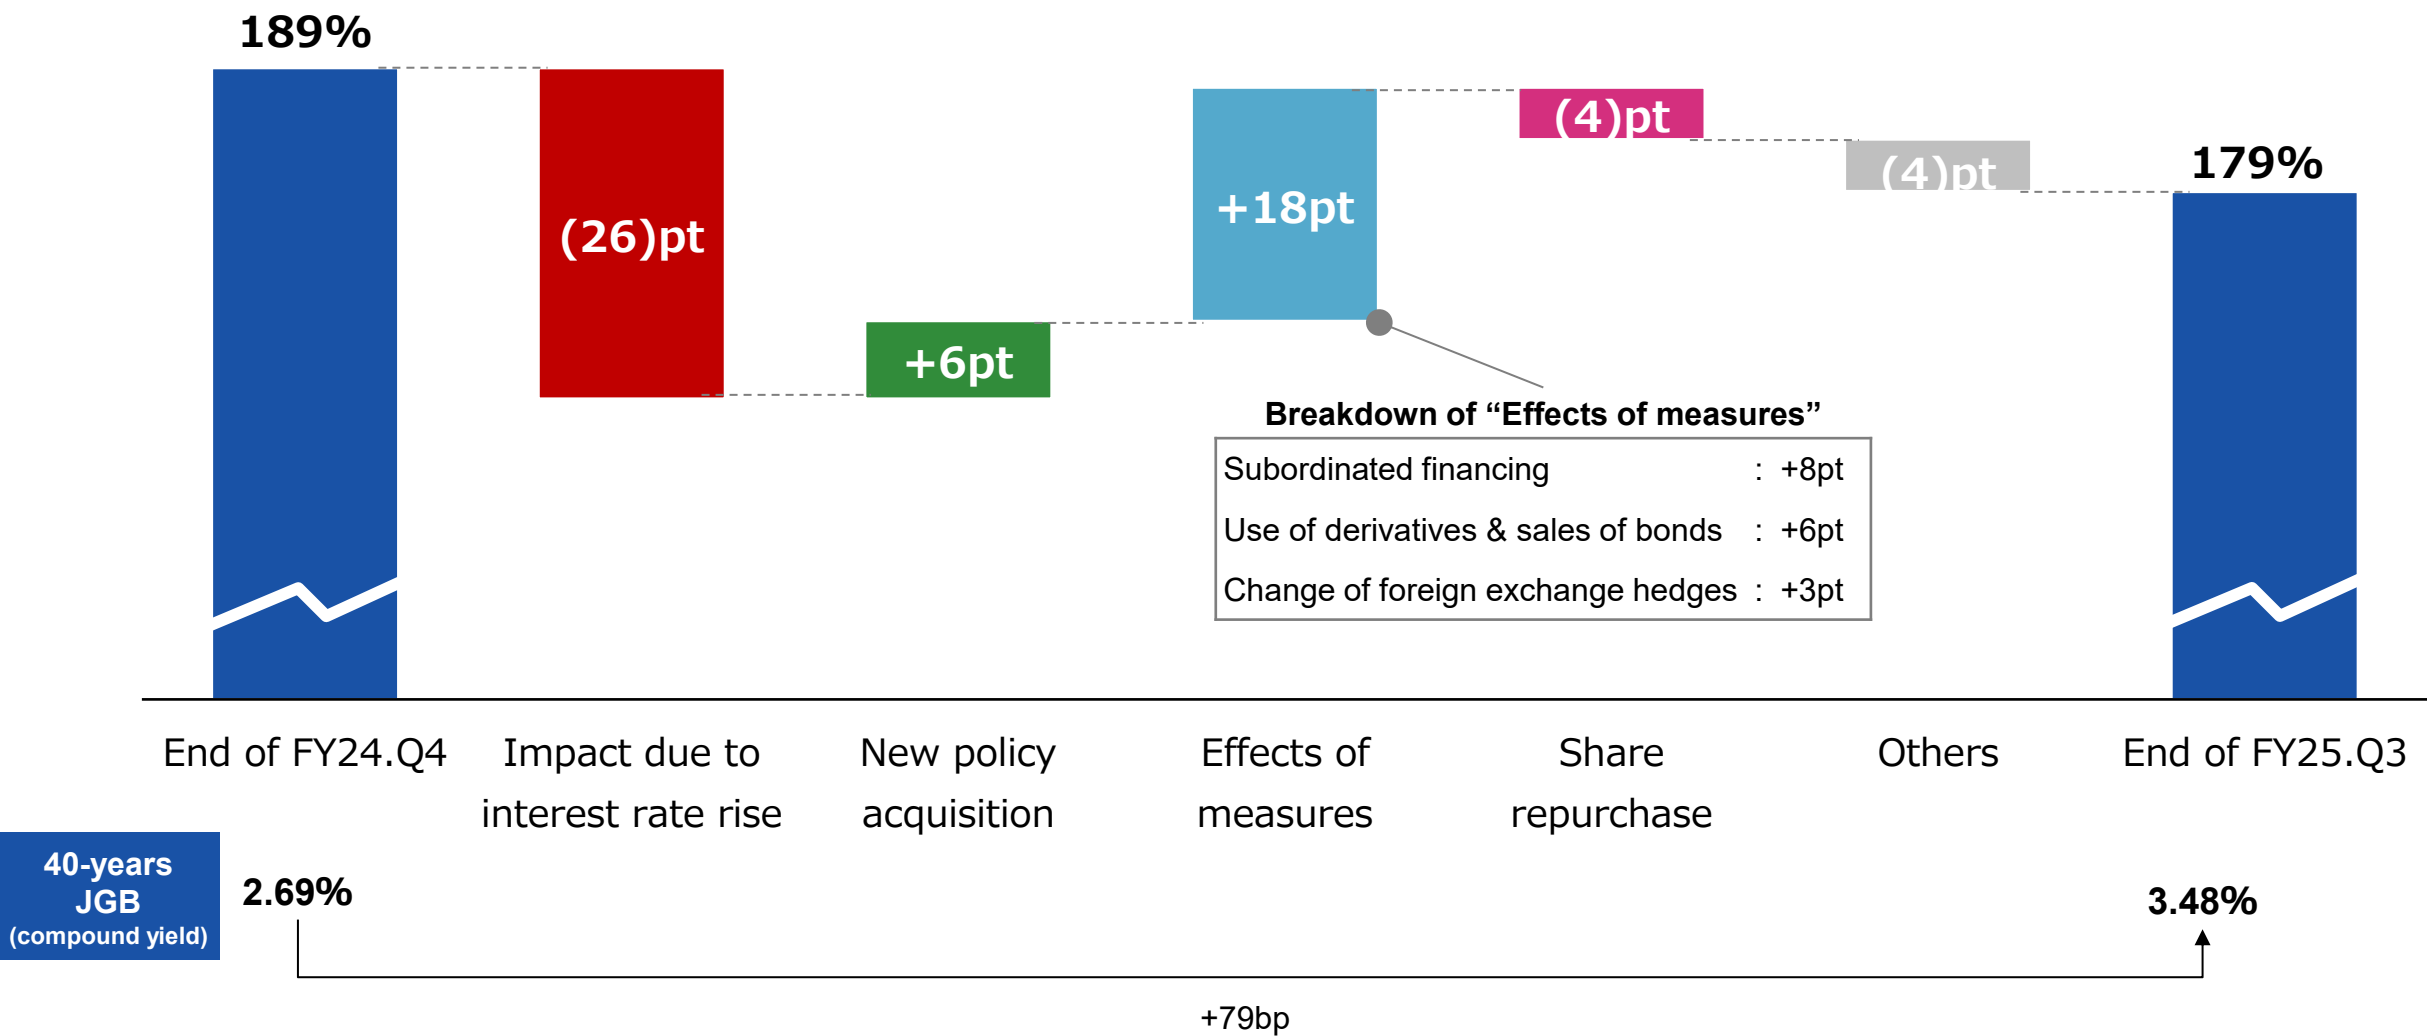 189%
(26)pt
+6pt
+18pt
(4)pt
(4)pt
179%
Breakdown of “Effects of measures”
Subordinated financing : +8pt
Use of derivatives & sales of bonds : +6pt
Change of foreign exchange hedges : +3pt
End of FY24.Q4
Impact due to
interest rate rise
New policy
acquisition
Effects of
measures
Share
repurchase
Others
End of FY25.Q3
40-years
JGB
(compound yield)
2.69%
3.48%
+79bp